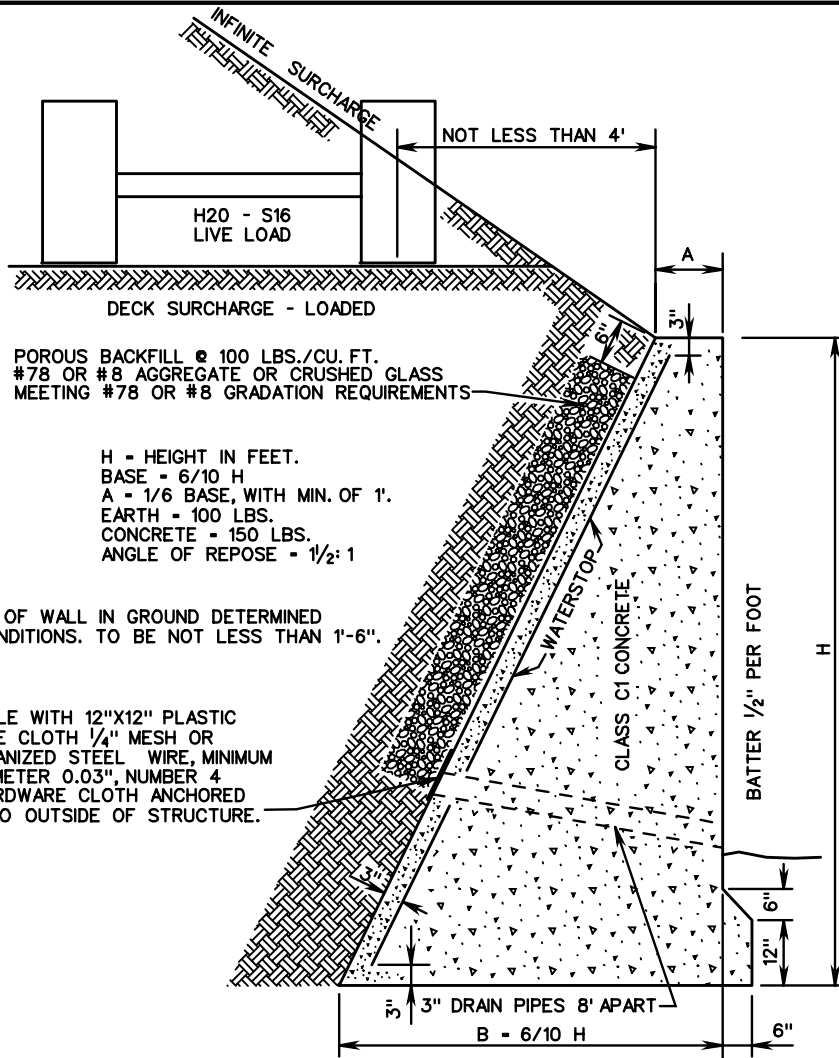 INFINITE SURCHARGE
NOT LESS THAN 4'
H20 - S16
LIVE LOAD
A
DECK SURCHARGE - LOADED
3"
6"
POROUS BACKFILL @ 100 LBS./CU. FT.
#78 OR #8 AGGREGATE OR CRUSHED GLASS
MEETING #78 OR #8 GRADATION REQUIREMENTS
H = HEIGHT IN FEET.
BASE = 6/10 H
A = 1/6 BASE, WITH MIN. OF 1'.
EARTH = 100 LBS.
CONCRETE = 150 LBS.
ANGLE OF REPOSE = 1½: 1
WATERSTOP
CLASS C1 CONCRETE
BATTER ½" PER FOOT
H
OF WALL IN GROUND DETERMINED
NDITIONS. TO BE NOT LESS THAN 1'-6".
LE WITH 12"X12" PLASTIC
E CLOTH ¼" MESH OR
ANIZED STEEL WIRE, MINIMUM
METER 0.03", NUMBER 4
RDWARE CLOTH ANCHORED
O OUTSIDE OF STRUCTURE.
3"
6"
12"
3"
3" DRAIN PIPES 8' APART
B = 6/10 H
6"